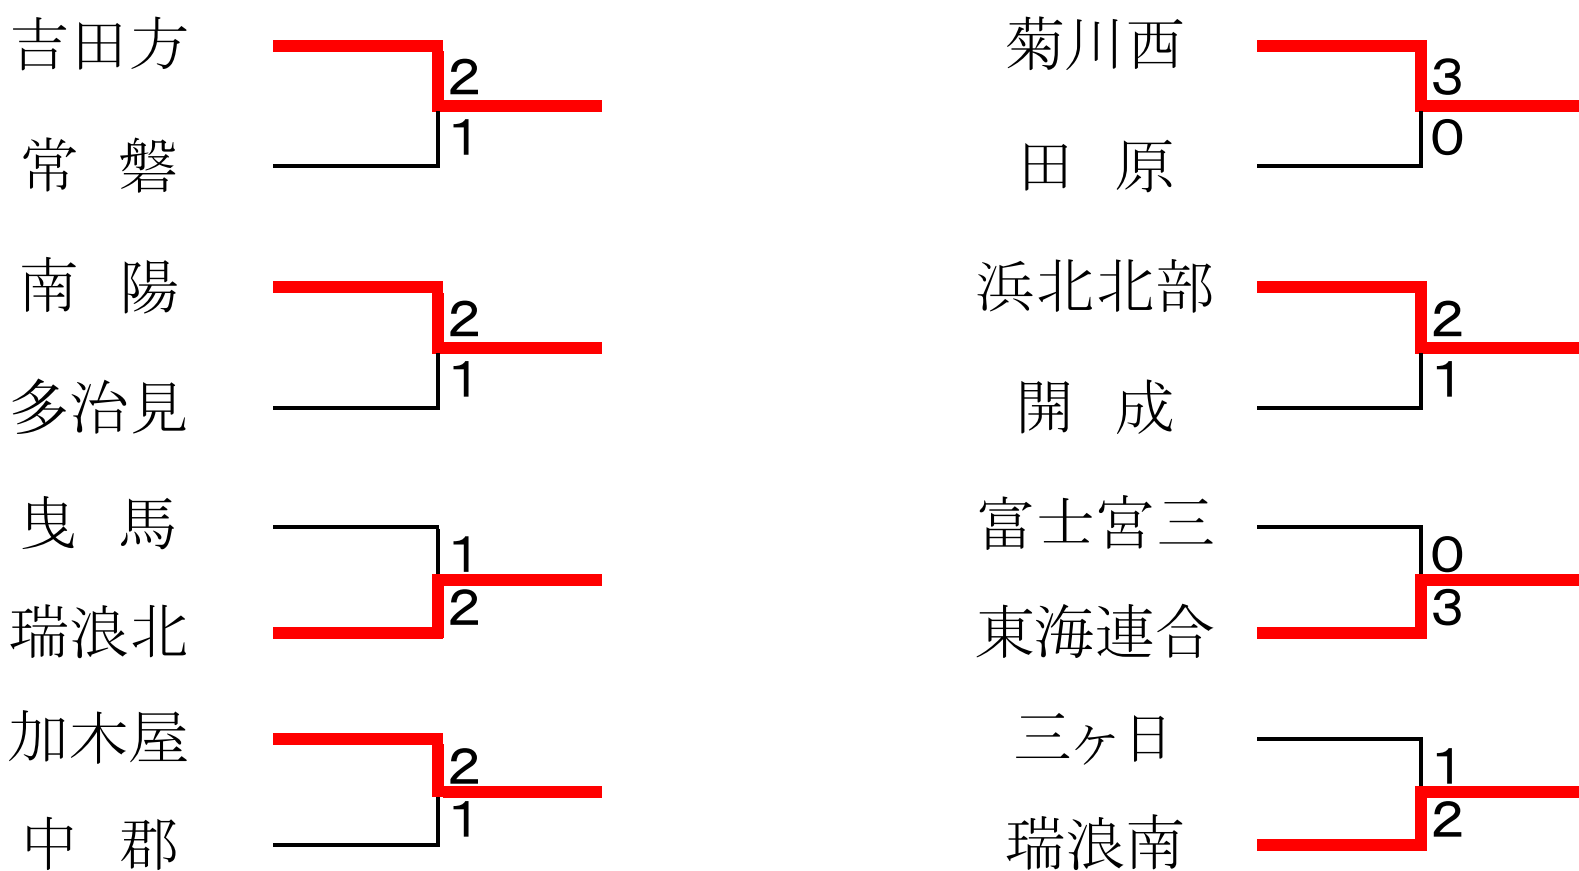 吉田方
2
1
常　磐
南　陽
2
1
多治見
曳　馬
1
2
瑞浪北
加木屋
2
1
中　郡
菊川西
3
0
田　原
浜北北部
2
1
開　成
富士宮三
0
3
東海連合
三ヶ日
1
2
瑞浪南